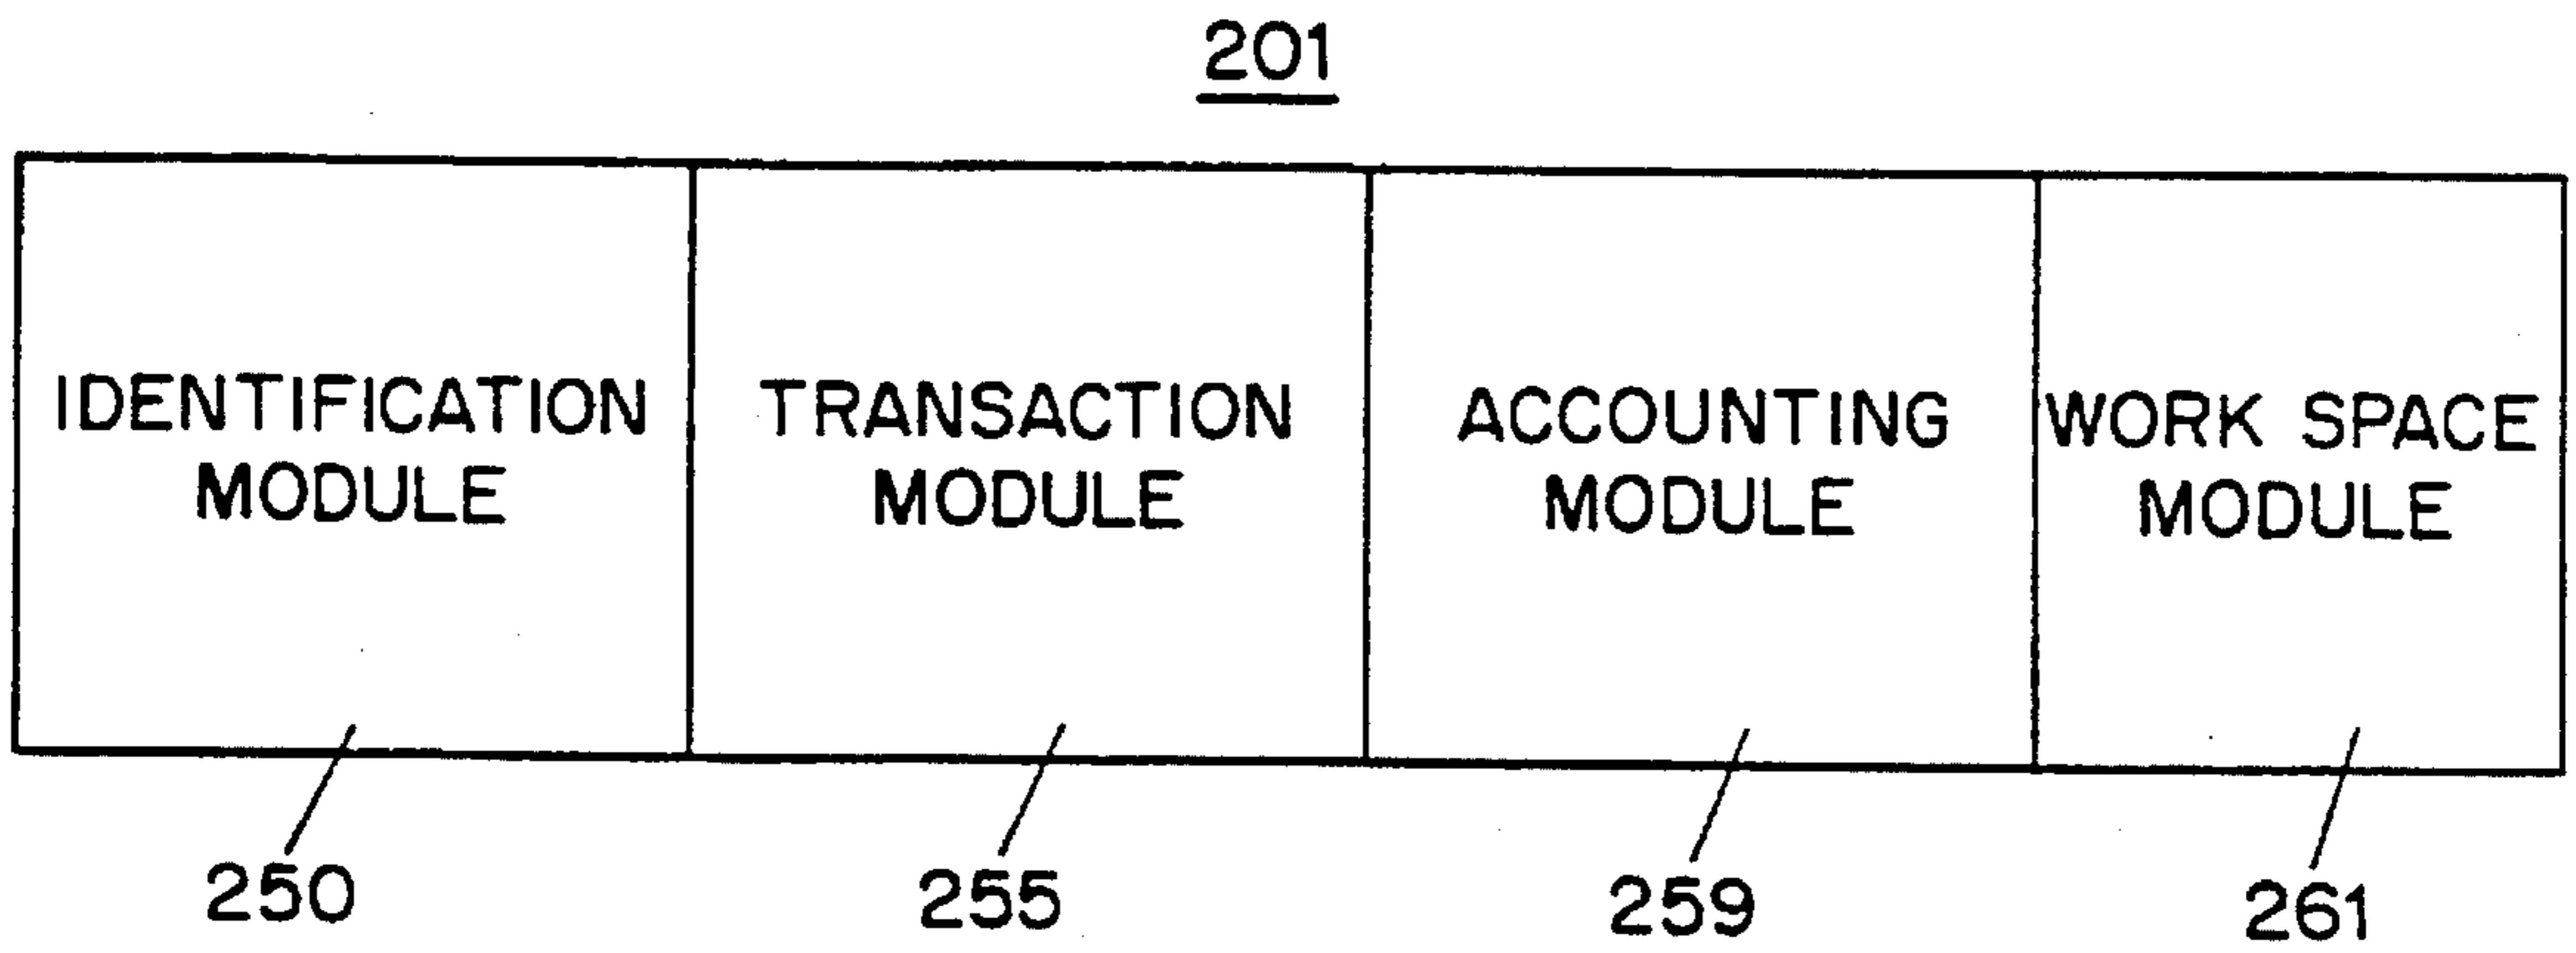 201
IDENTIFICATION
MODULE
TRANSACTION
MODULE
ACCOUNTING
MODULE
WORK SPACE
MODULE
250
255
259
261